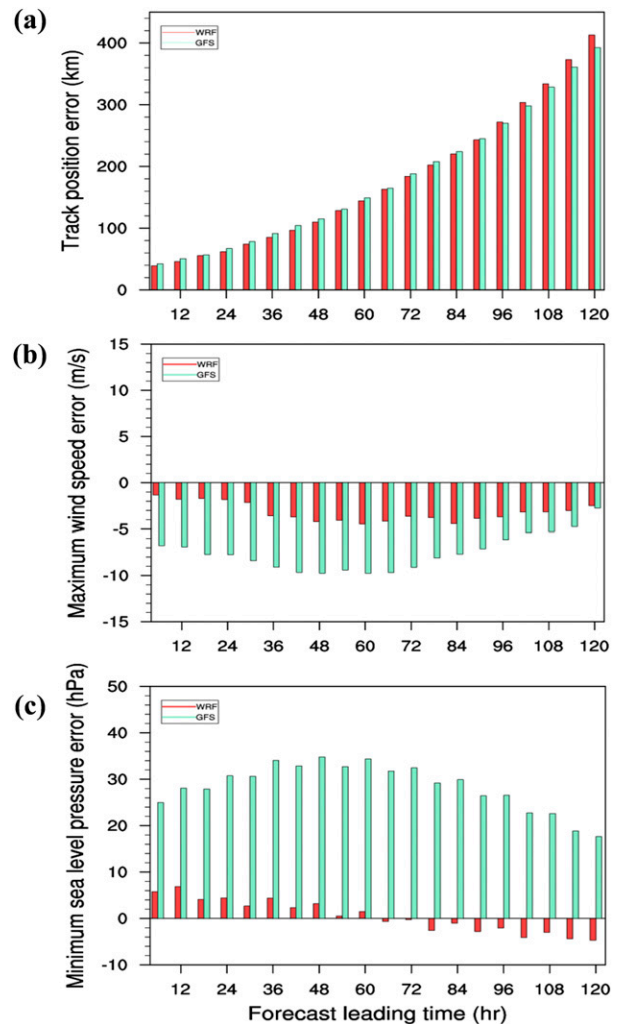 (a)
Track position error (km)
WRF
GFS
400
300
200
100
0
12 24 36 48 60 72 84 96 108 120
(b)
Maximum wind speed error (m/s)
WRF
GFS
15
10
5
0
-5
-10
-15
12 24 36 48 60 72 84 96 108 120
(c)
Minimum sea level pressure error (hPa)
WRF
GFS
50
40
30
20
10
0
-10
12 24 36 48 60 72 84 96 108 120
Forecast leading time (hr)